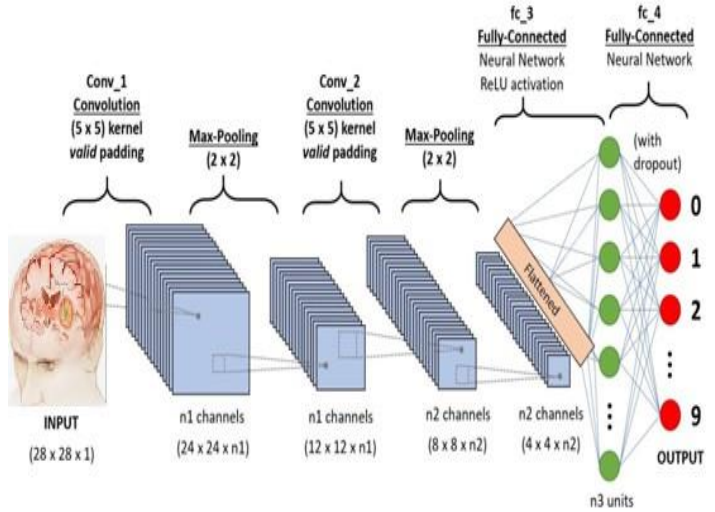 fc_3
Fully-Connected
Neural Network
ReLU activation
fc_4
Fully-Connected
Neural Network
Conv_1
Convolution
(5 x 5) kernel
valid padding
Max-Pooling
(2 x 2)
Conv_2
Convolution
(5 x 5) kernel
valid padding
Max-Pooling
(2 x 2)
(with
dropout)
Flattened
0
1
2
...
9
INPUT
(28 x 28 x 1)
n1 channels
(24 x 24 x n1)
n1 channels
(12 x 12 x n1)
n2 channels
(8 x 8 x n2)
n2 channels
(4 x 4 x n2)
...
n3 units
OUTPUT